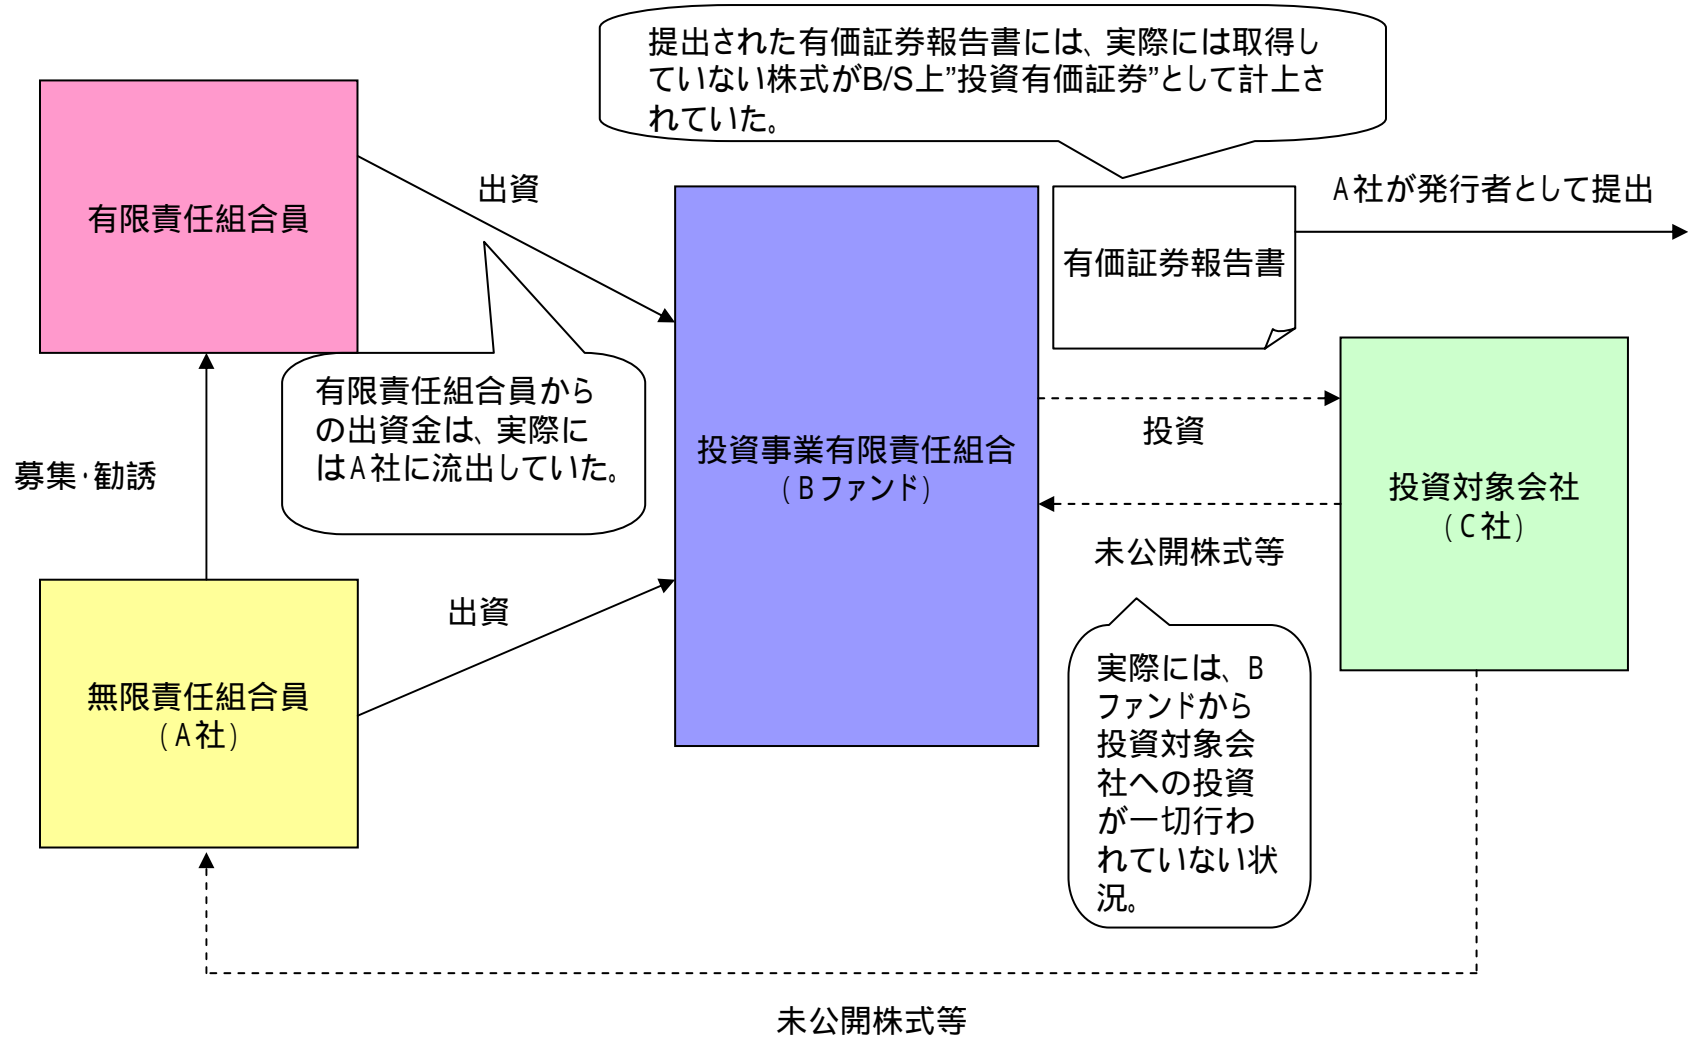 提出された有価証券報告書には、実際には取得し
ていない株式がB/S上”投資有価証券”として計上さ
れていた。
有限責任組合員
出資
A社が発行者として提出
有価証券報告書
有限責任組合員から
の出資金は、実際に
はA社に流出していた。
募集・勧誘
投資事業有限責任組合
(Bファンド)
投資
投資対象会社
(C社)
未公開株式等
無限責任組合員
(A社)
出資
実際には、B
ファンドから
投資対象会
社への投資
が一切行わ
れていない状
況。
未公開株式等